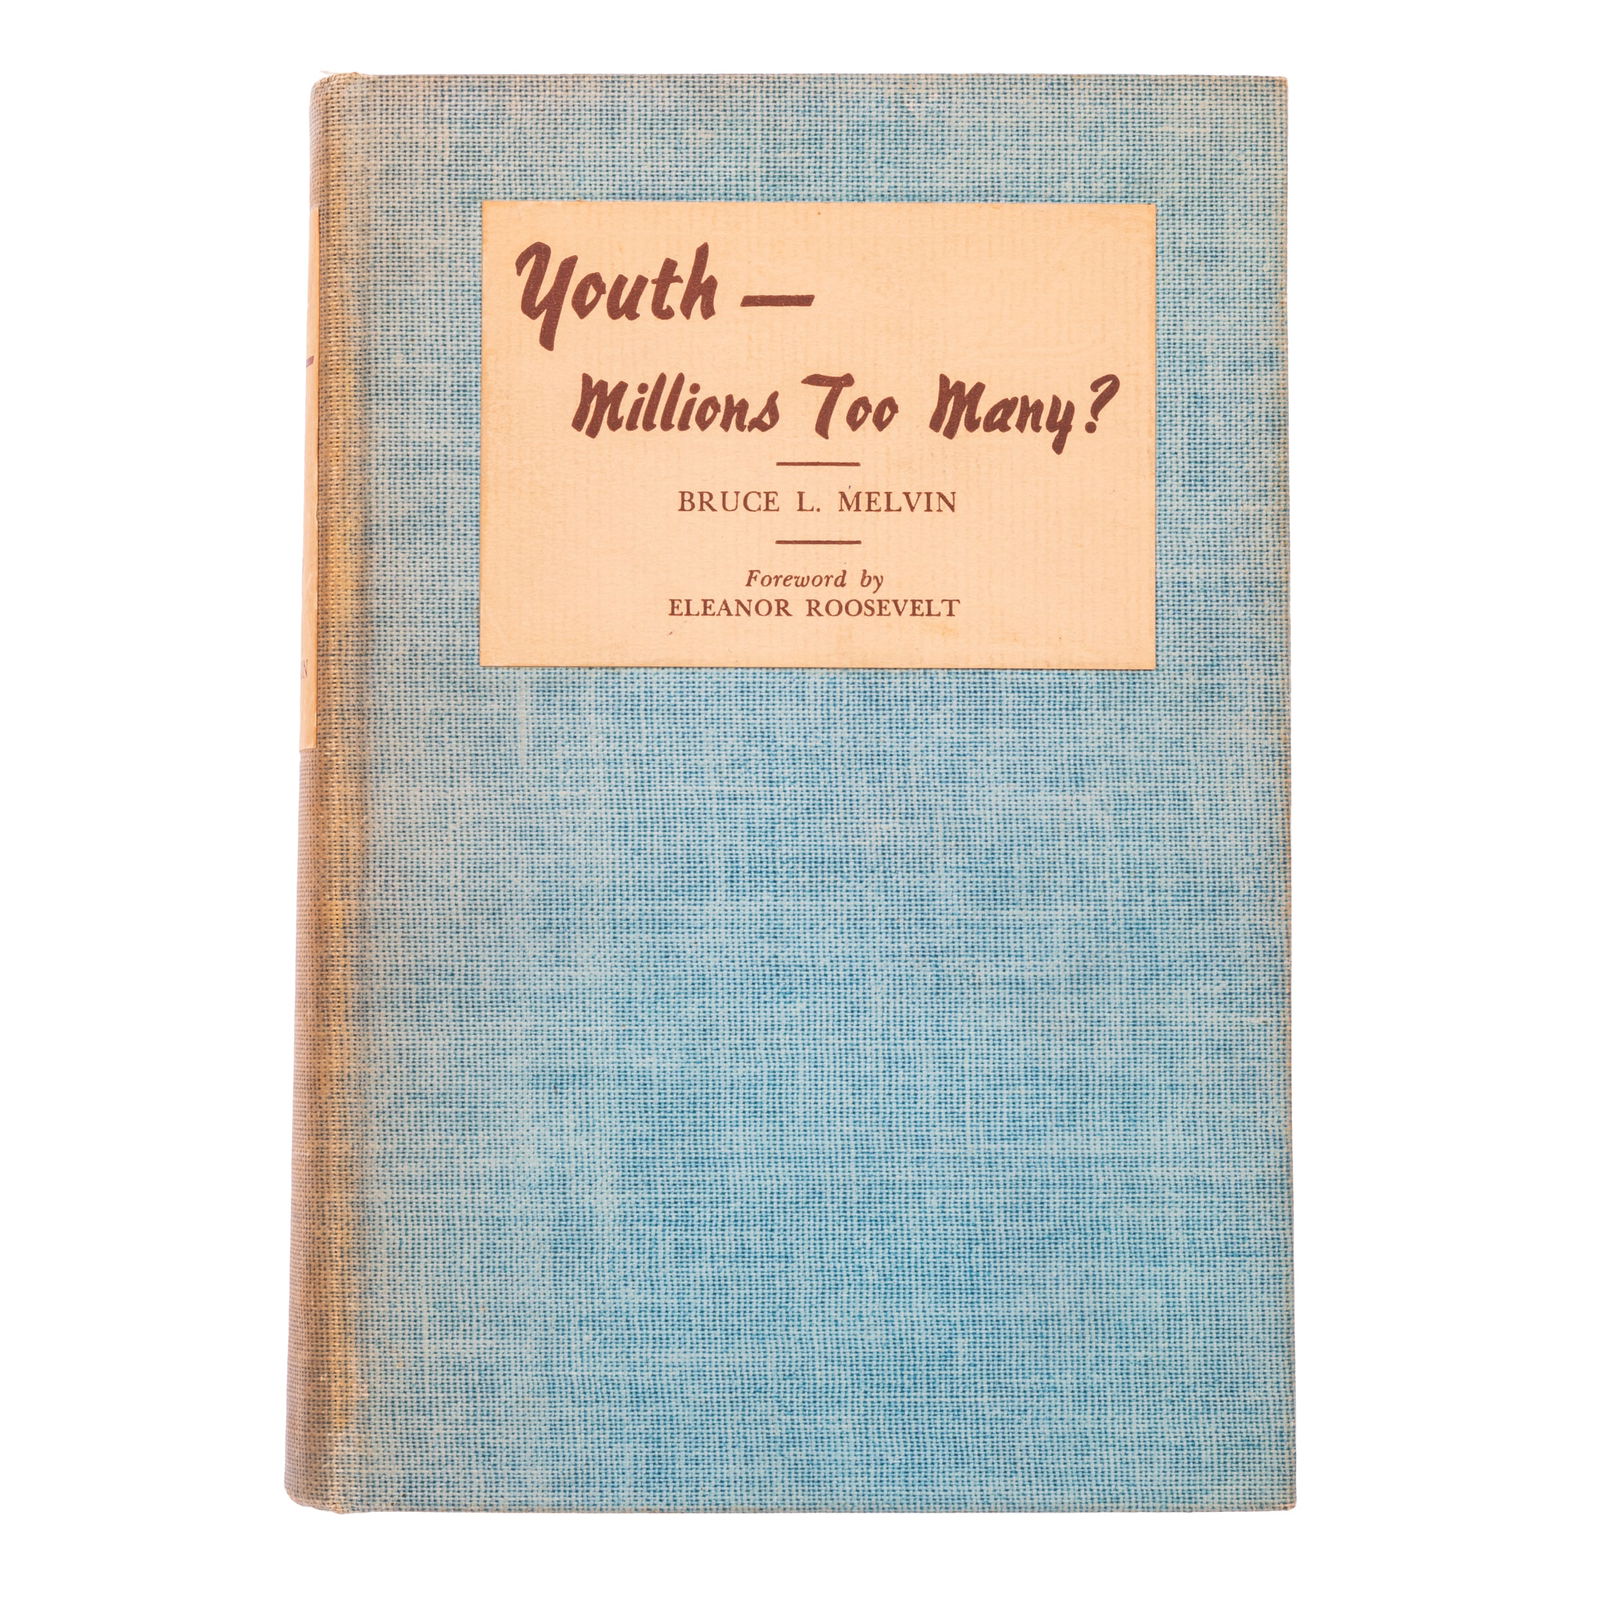 Youth —
Millions Too Many?
BRUCE L. MELVIN
Foreword by
ELEANOR ROOSEVELT